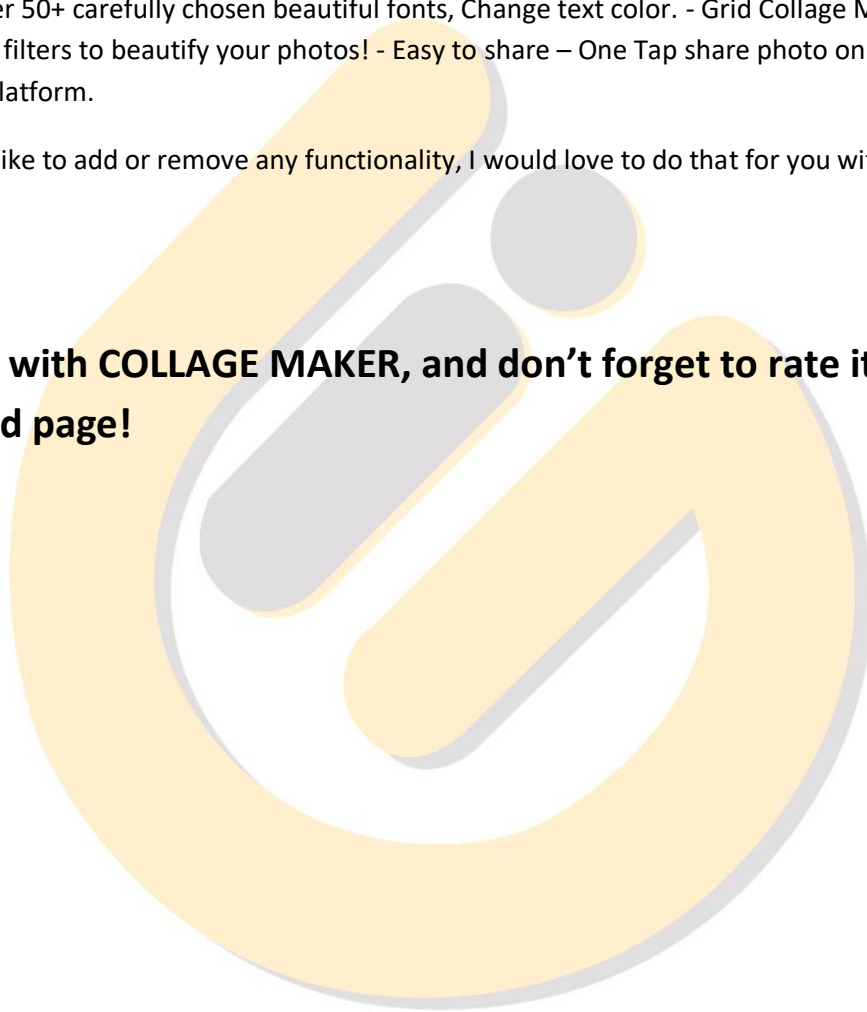 er 50+ carefully chosen beautiful fonts, Change text color. - Grid Collage M
filters to beautify your photos! - Easy to share – One Tap share photo on
latform.
ike to add or remove any functionality, I would love to do that for you wi
with COLLAGE MAKER, and don’t forget to rate it
d page!